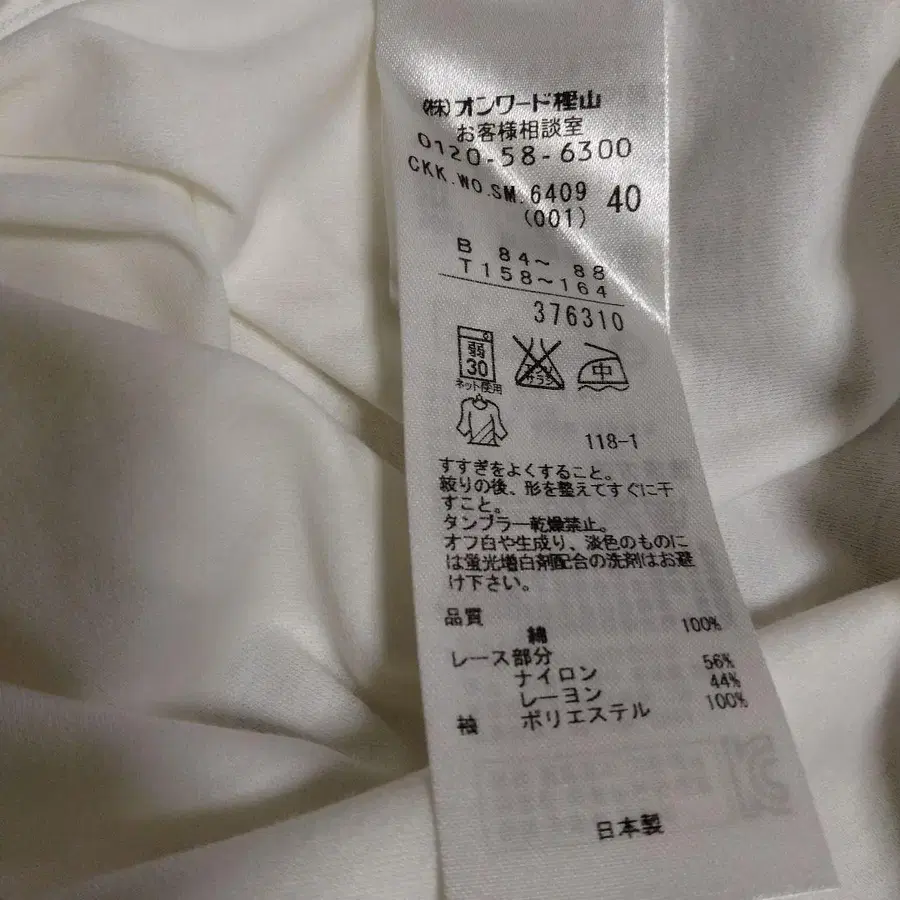 (株)オンワード樫山
お客様相談室
0120-58-6300
CKK.WO.SM.6409 40
(001)
B 84～ 88
T158～164
376310
弱
30
ネット使用
エンソ
サラシ
中
118-1
すすぎをよくすること。
絞りの後、形を整えてすぐに干
すこと。
タンブラー乾燥禁止。
オフ白や生成り、淡色のものに
は蛍光増白剤配合の洗剤はお避
け下さい。
品質
綿 100%
レース部分
ナイロン 56%
レーヨン 44%
袖 ポリエステル 100%
日本製